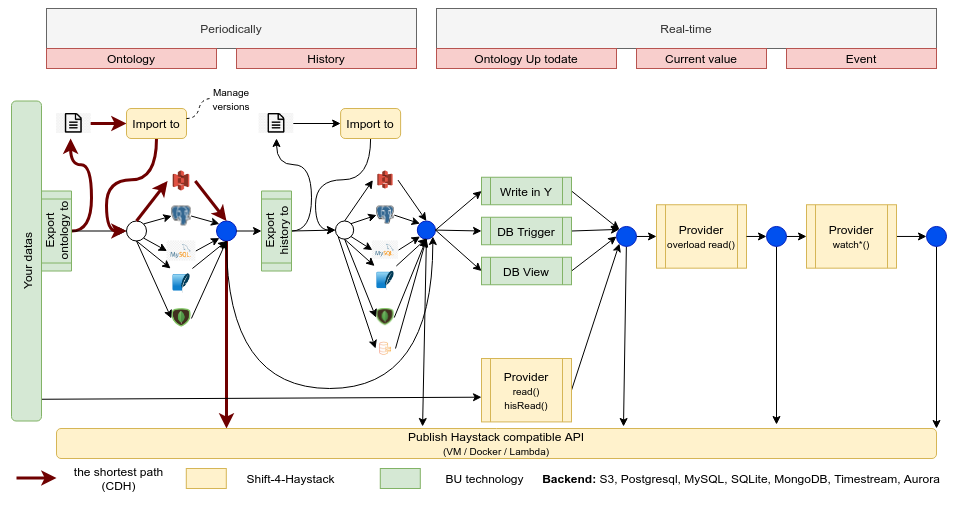 Periodically
Real-time
Ontology
History
Ontology Up todate
Current value
Event
Manage
versions
Import to
Import to
Your datas
Export
ontology to
MySQL
Export
history to
MySQL
Write in Y
DB Trigger
DB View
Provider
overload read()
Provider
watch*()
Provider
read()
hisRead()
Publish Haystack compatible API
(VM / Docker / Lambda)
the shortest path
(CDH)
Shift-4-Haystack
BU technology
Backend: S3, Postgresql, MySQL, SQLite, MongoDB, Timestream, Aurora